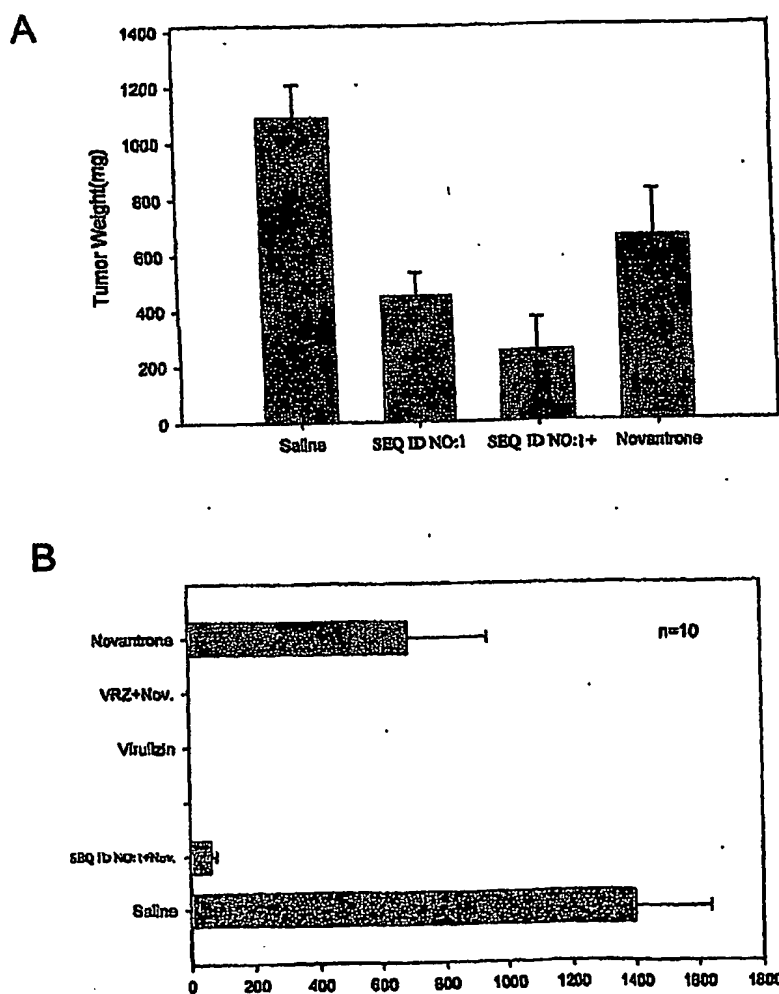 A
1400
1200
1000
800
600
400
200
0
Tumor Weight(mg)
Saline SEQ ID NO:1 SEQ ID NO:1+ Novantrone
B
n=10
Novantrone
VRZ+Nov.
Virulizin
SEQ ID NO:1+Nov.
Saline
0 200 400 600 800 1000 1200 1400 1600 1800